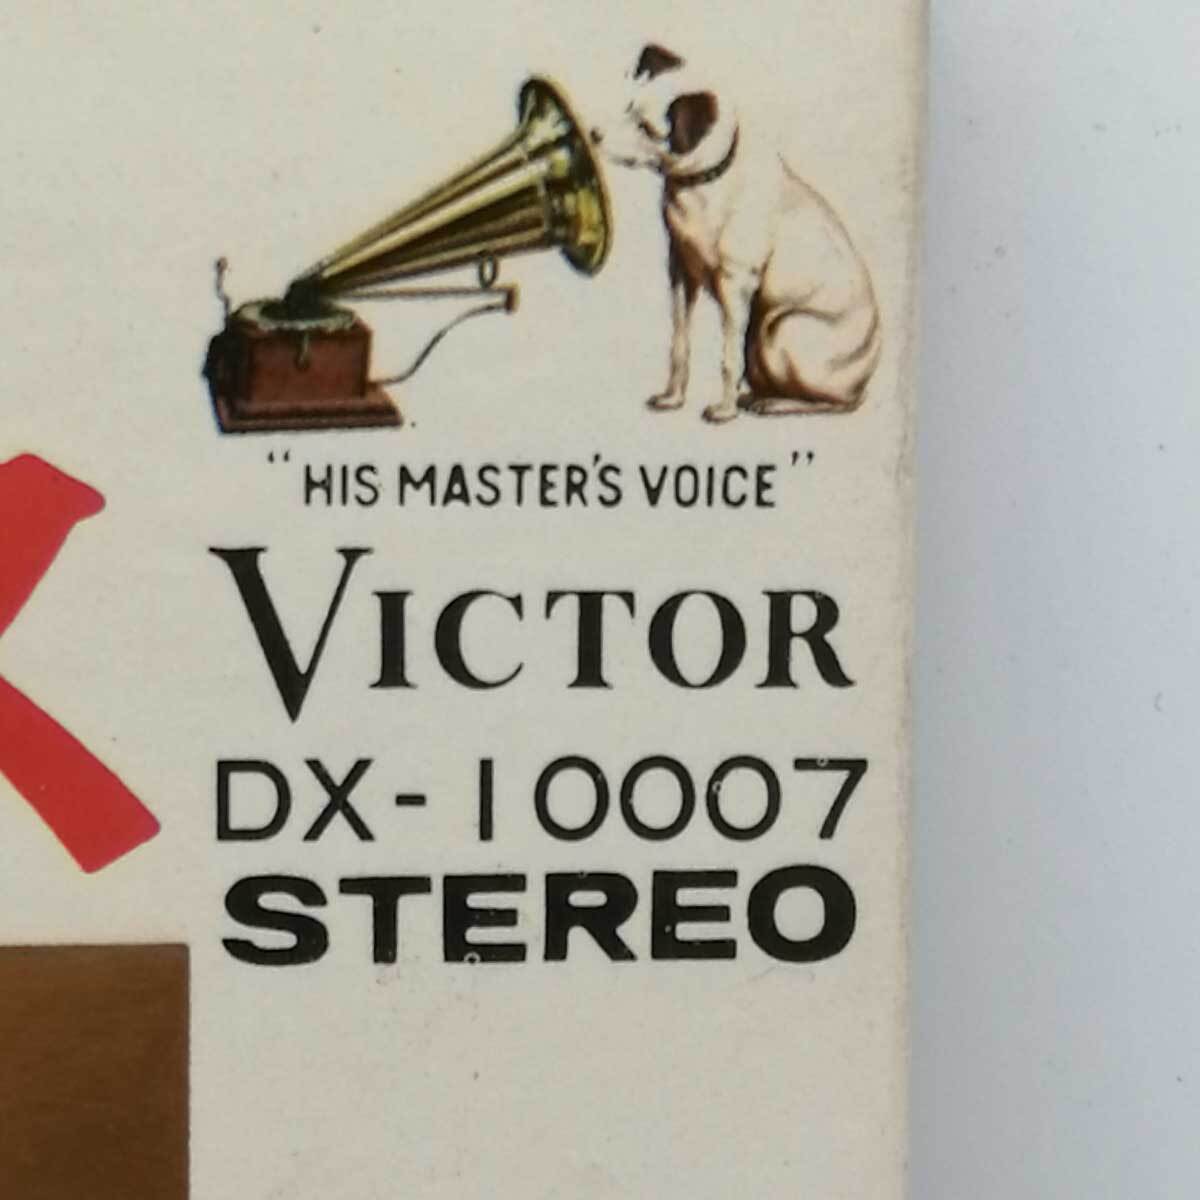 "HIS MASTER'S VOICE"
VICTOR
DX-10007
STEREO